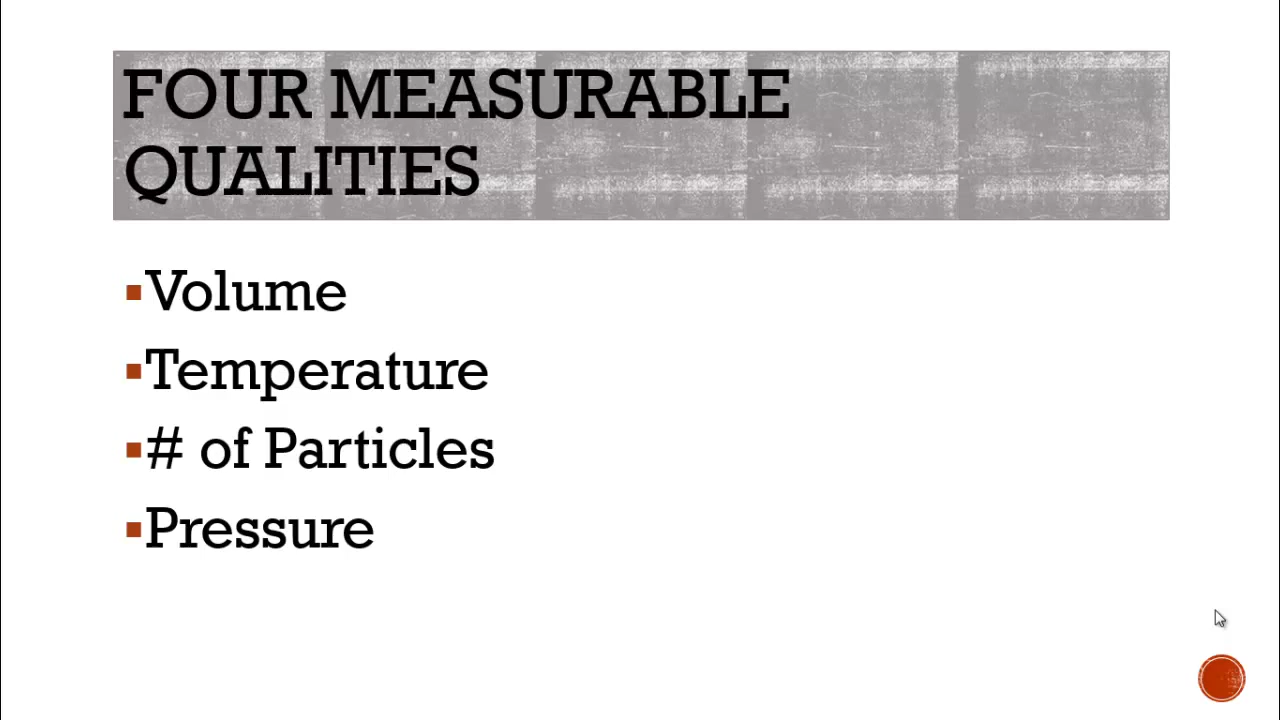 FOUR MEASURABLE
QUALITIES
▪Volume
▪Temperature
▪# of Particles
▪Pressure